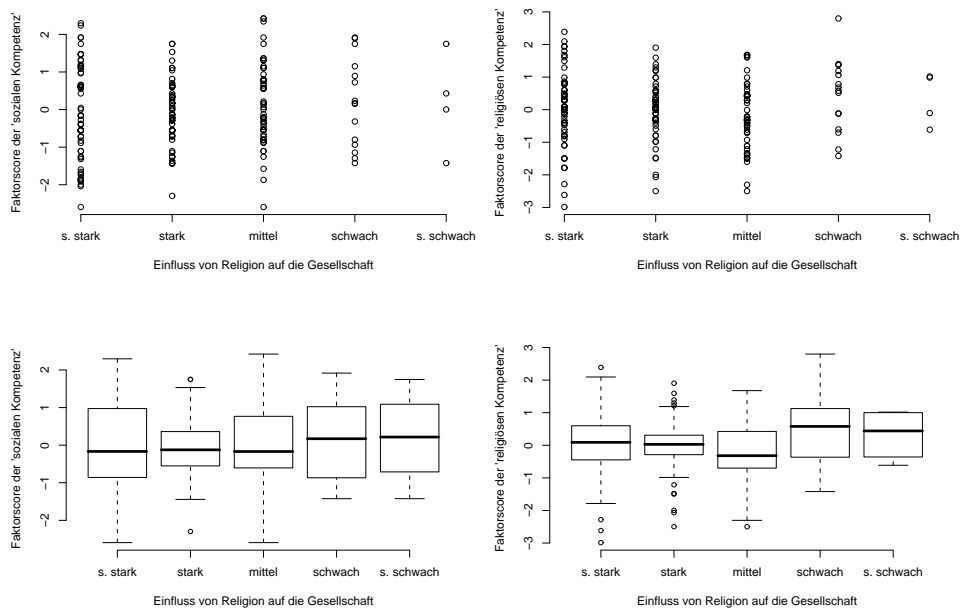 Faktorscore der 'sozialen Kompetenz'
2
1
0
−1
−2
s. stark stark mittel schwach s. schwach
Einfluss von Religion auf die Gesellschaft
Faktorscore der 'religiösen Kompetenz'
3
2
1
0
−1
−2
−3
s. stark stark mittel schwach s. schwach
Einfluss von Religion auf die Gesellschaft
Faktorscore der 'sozialen Kompetenz'
2
1
0
−1
−2
s. stark stark mittel schwach s. schwach
Einfluss von Religion auf die Gesellschaft
Faktorscore der 'religiösen Kompetenz'
3
2
1
0
−1
−2
−3
s. stark stark mittel schwach s. schwach
Einfluss von Religion auf die Gesellschaft